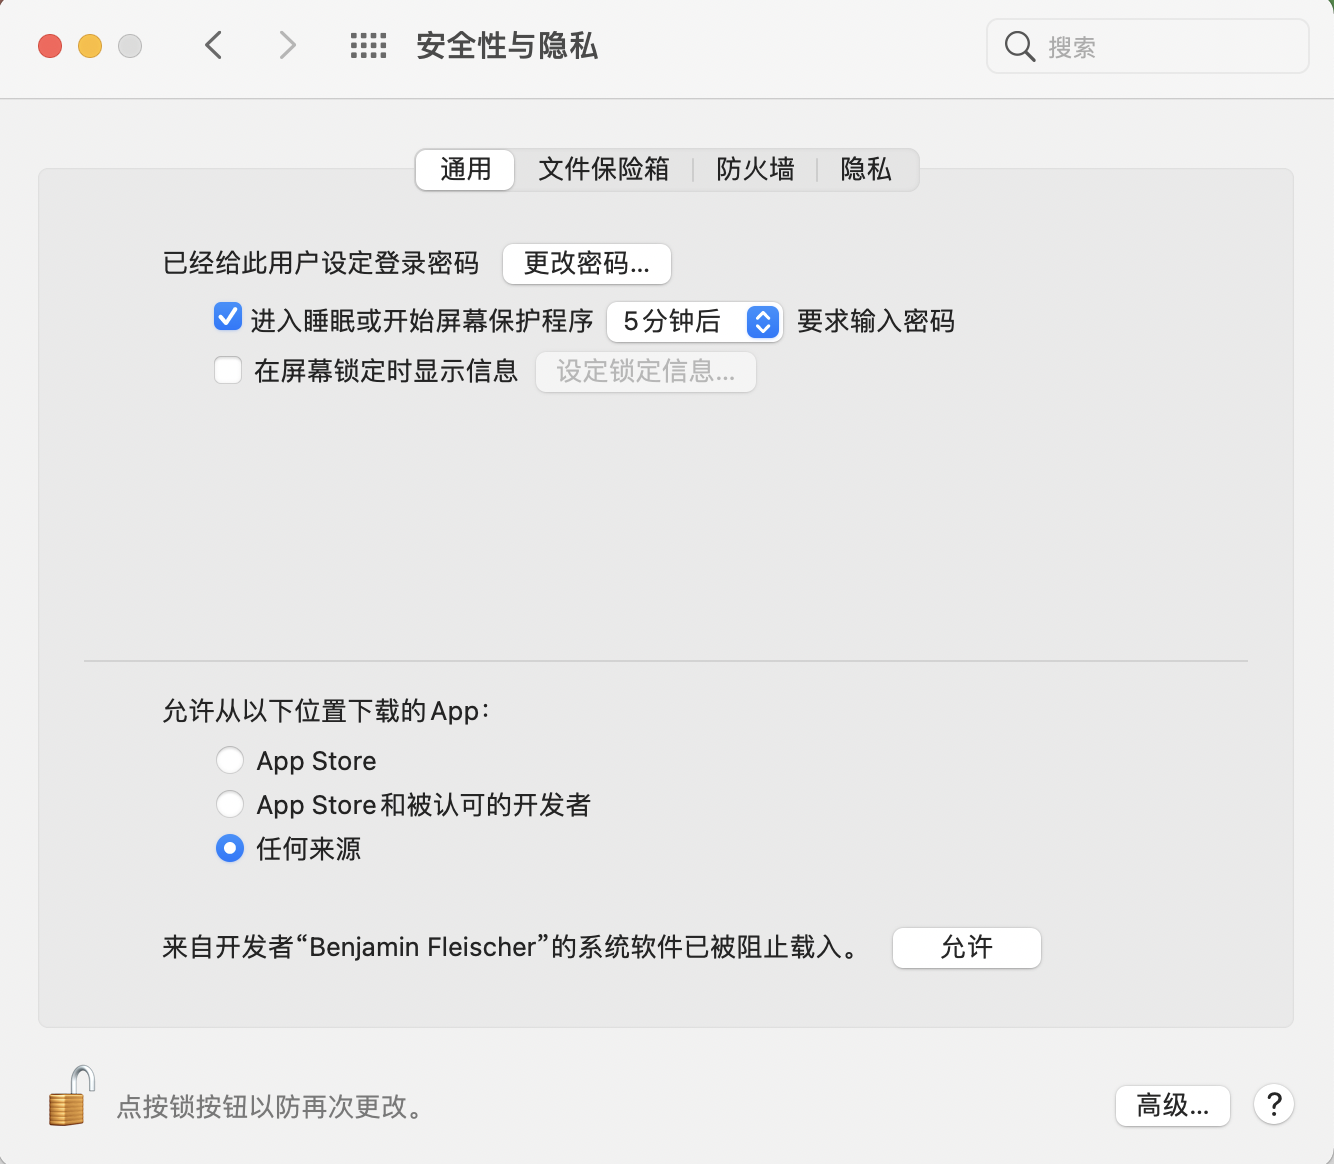 安全性与隐私
搜索
通用 文件保险箱 防火墙 隐私
已经给此用户设定登录密码 更改密码...
进入睡眠或开始屏幕保护程序 5分钟后 要求输入密码
在屏幕锁定时显示信息 设定锁定信息...
允许从以下位置下载的App：
App Store
App Store和被认可的开发者
任何来源
来自开发者“Benjamin Fleischer”的系统软件已被阻止载入。 允许
点按锁按钮以防再次更改。
高级... ?